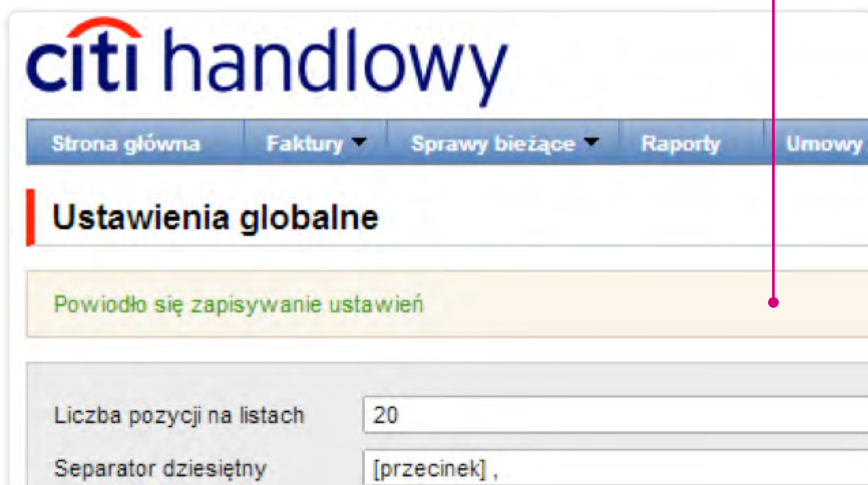 citi handlowy
Strona główna Faktury Sprawy bieżące Raporty Umowy
Ustawienia globalne
Powiodło się zapisywanie ustawień
Liczba pozycji na listach 20
Separator dziesiętny [przecinek] ,